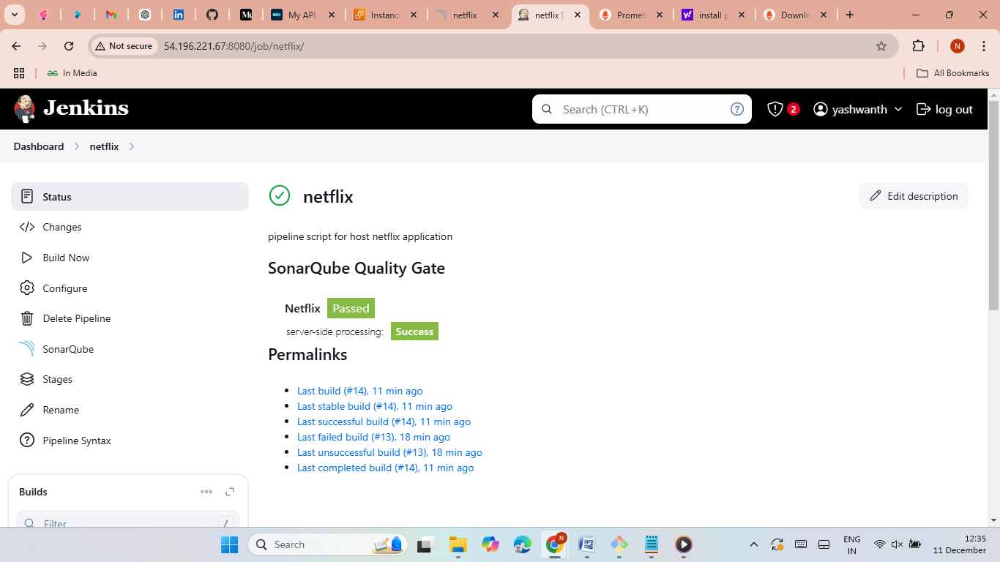 Me
My API
Instance
netflix
netflix [
Prometh
install p
Downlo
Not secure
54.196.221.67:8080/job/netflix/
N
In Media
All Bookmarks
Jenkins
Search (CTRL+K)
?
2
yashwanth
log out
Dashboard
netflix
Status
Changes
Build Now
Configure
Delete Pipeline
SonarQube
Stages
Rename
Pipeline Syntax
Builds
Filter
/
netflix
Edit description
pipeline script for host netflix application
SonarQube Quality Gate
Netflix Passed
server-side processing: Success
Permalinks
Last build (#14), 11 min ago
Last stable build (#14), 11 min ago
Last successful build (#14), 11 min ago
Last failed build (#13), 18 min ago
Last unsuccessful build (#13), 18 min ago
Last completed build (#14), 11 min ago
Search
N
ENG
IN
12:35
11 December